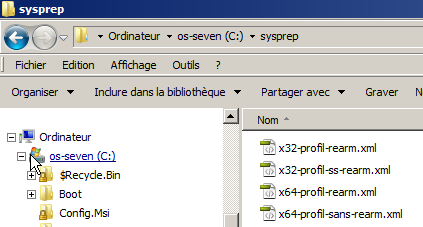 sysprep
Ordinateur os-seven (C:) sysprep
Fichier Edition Affichage Outils ?
Organiser Inclure dans la bibliothèque Partager avec Graver
Nom
Ordinateur
os-seven (C:)
$Recycle.Bin
Boot
Config.Msi
x32-profil-rearm.xml
x32-profil-ss-rearm.xml
x64-profil-rearm.xml
x64-profil-sans-rearm.xml